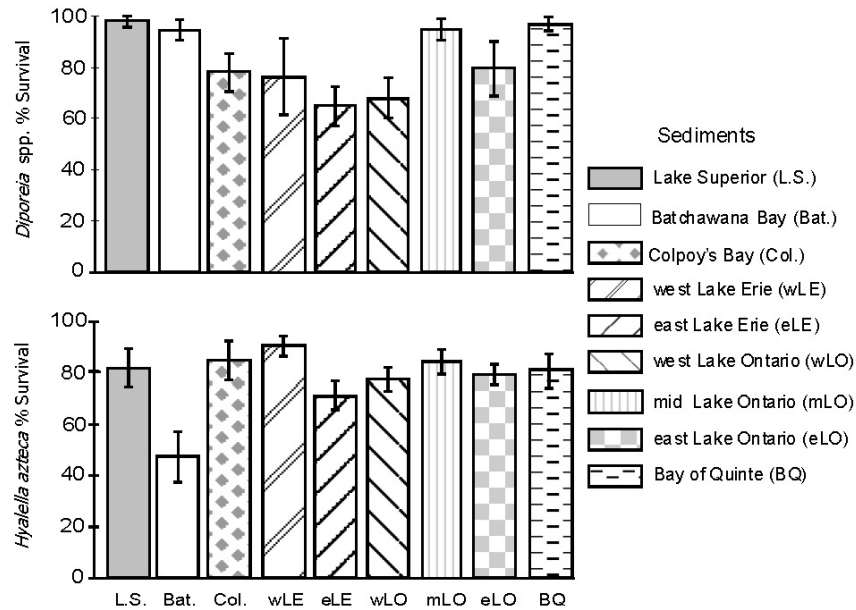 Diporeia spp. % Survival
100
80
60
40
20
0
Hyalella azteca % Survival
100
80
60
40
20
0
L.S. Bat. Col. wLE eLE wLO mLO eLO BQ
Sediments
Lake Superior (L.S.)
Batchawana Bay (Bat.)
Colpoy's Bay (Col.)
west Lake Erie (wLE)
east Lake Erie (eLE)
west Lake Ontario (wLO)
mid Lake Ontario (mLO)
east Lake Ontario (eLO)
Bay of Quinte (BQ)